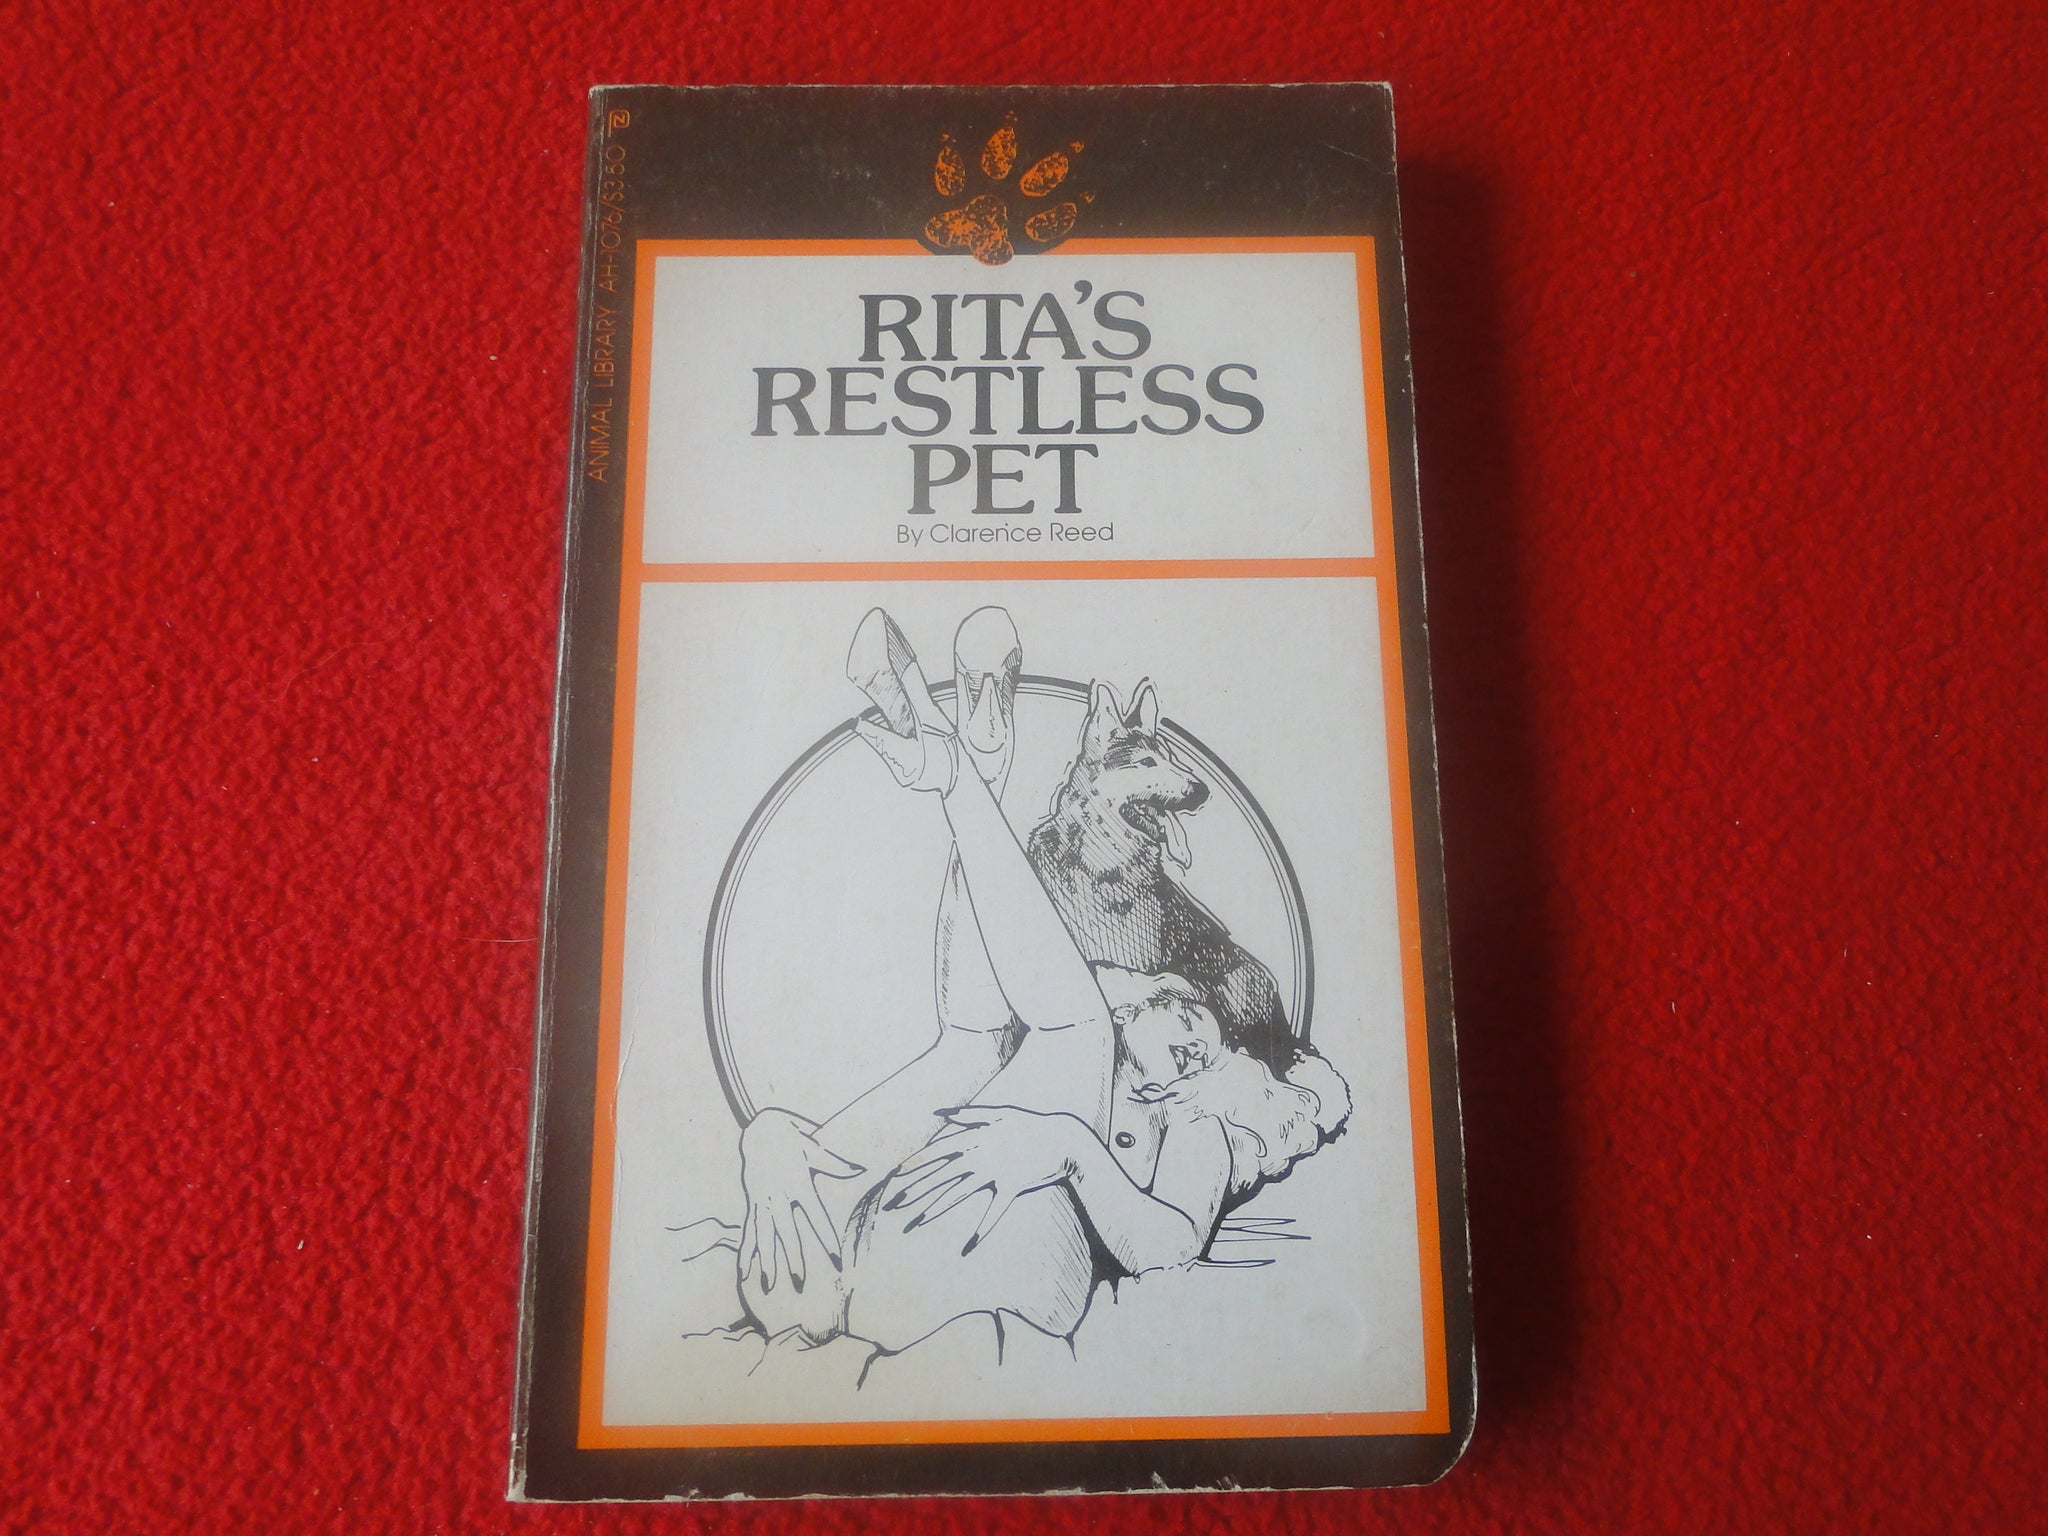 ANIMAL LIBRARY AH-1076/$3.50
RITA'S
RESTLESS
PET
By Clarence Reed